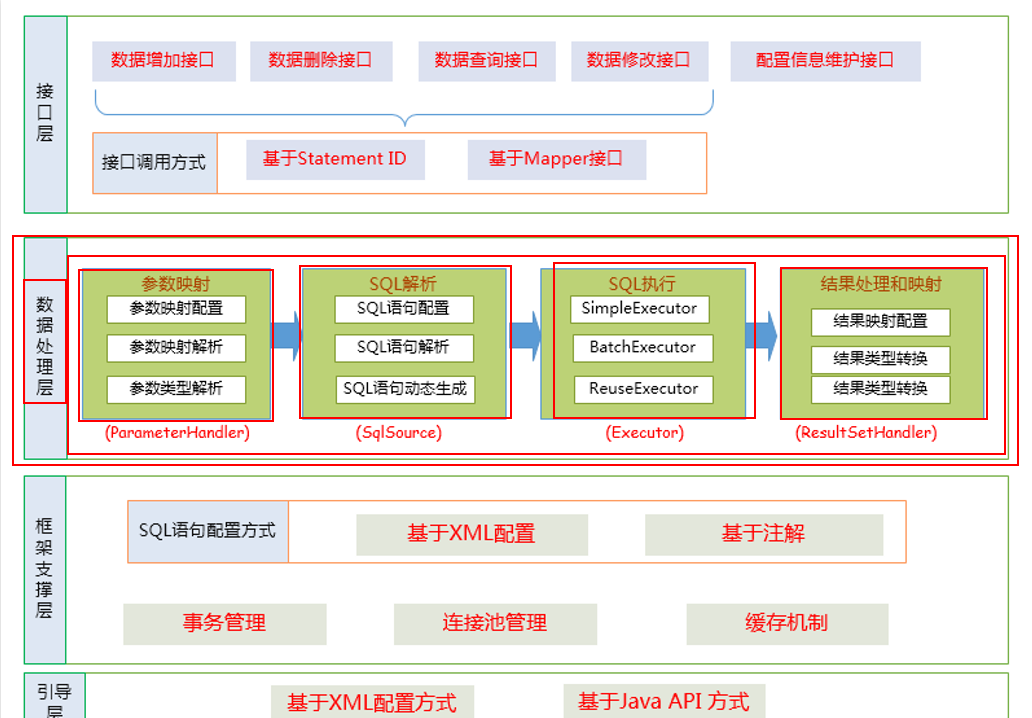 接口层
数据增加接口 数据删除接口 数据查询接口 数据修改接口 配置信息维护接口
接口调用方式 基于Statement ID 基于Mapper接口
数据处理层
参数映射
参数映射配置
参数映射解析
参数类型解析
(ParameterHandler)
SQL解析
SQL语句配置
SQL语句解析
SQL语句动态生成
(SqlSource)
SQL执行
SimpleExecutor
BatchExecutor
ReuseExecutor
(Executor)
结果处理和映射
结果映射配置
结果类型转换
结果类型转换
(ResultSetHandler)
框架支撑层
SQL语句配置方式 基于XML配置 基于注解
事务管理 连接池管理 缓存机制
引导层
基于XML配置方式 基于Java API 方式